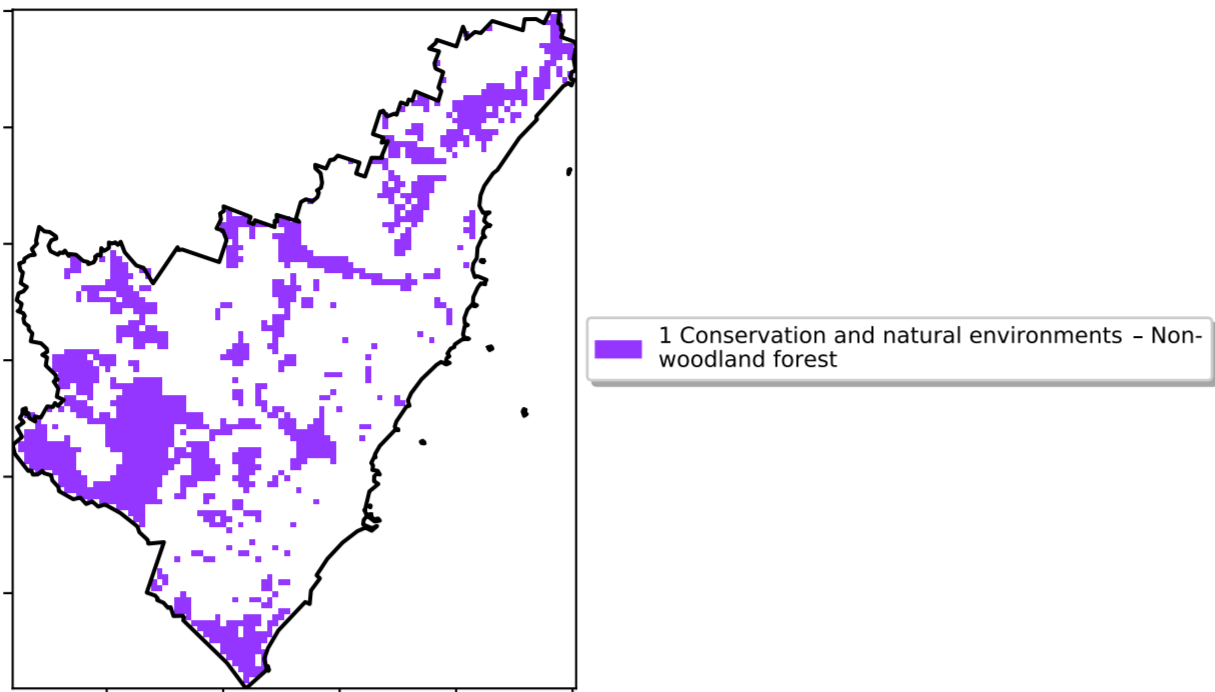 1 Conservation and natural environments – Non-
woodland forest